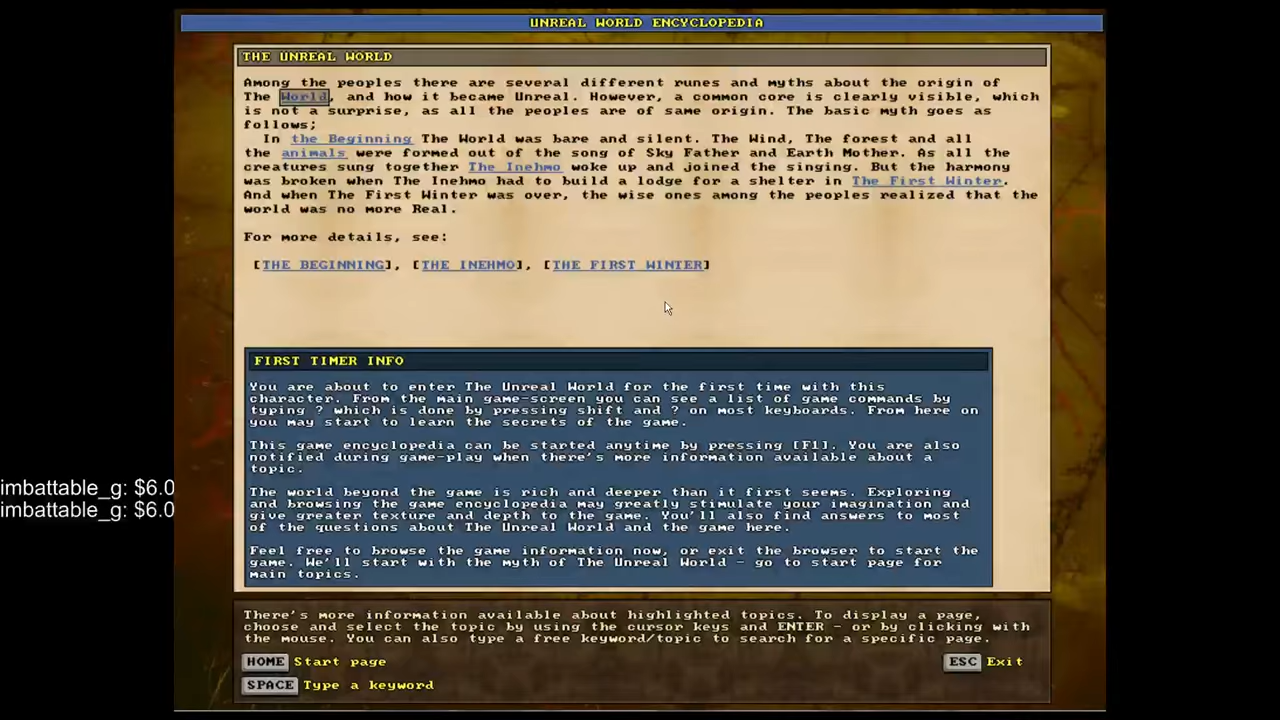 UNREAL WORLD ENCYCLOPEDIA
THE UNREAL WORLD
Among the peoples there are several different runes and myths about the origin of
The World, and how it became Unreal. However, a common core is clearly visible, which
is not a surprise, as all the peoples are of same origin. The basic myth goes as
follows;
In the Beginning The World was bare and silent. The Wind, The forest and all
the animals were formed out of the song of Sky Father and Earth Mother. As all the
creatures sung together The Inehmo woke up and joined the singing. But the harmony
was broken when The Inehmo had to build a lodge for a shelter in The First Winter.
And when The First Winter was over, the wise ones among the peoples realized that the
world was no more Real.
For more details, see:
[THE BEGINNING], [THE INEHMO], [THE FIRST WINTER]
FIRST TIMER INFO
You are about to enter The Unreal World for the first time with this
character. From the main game-screen you can see a list of game commands by
typing ? which is done by pressing shift and ? on most keyboards. From here on
you may start to learn the secrets of the game.
This game encyclopedia can be started anytime by pressing [F1]. You are also
notified during game-play when there's more information available about a
topic.
The world beyond the game is rich and deeper than it first seems. Exploring
and browsing the game encyclopedia may greatly stimulate your imagination and
give greater texture and depth to the game. You'll also find answers to most
of the questions about The Unreal World and the game here.
Feel free to browse the game information now, or exit the browser to start the
game. We'll start with the myth of The Unreal World - go to start page for
main topics.
imbattable_g: $6.0
imbattable_g: $6.0
There's more information available about highlighted topics. To display a page,
choose and select the topic by using the cursor keys and ENTER - or by clicking with
the mouse. You can also type a free keyword/topic to search for a specific page.
HOME Start page
ESC Exit
SPACE Type a keyword